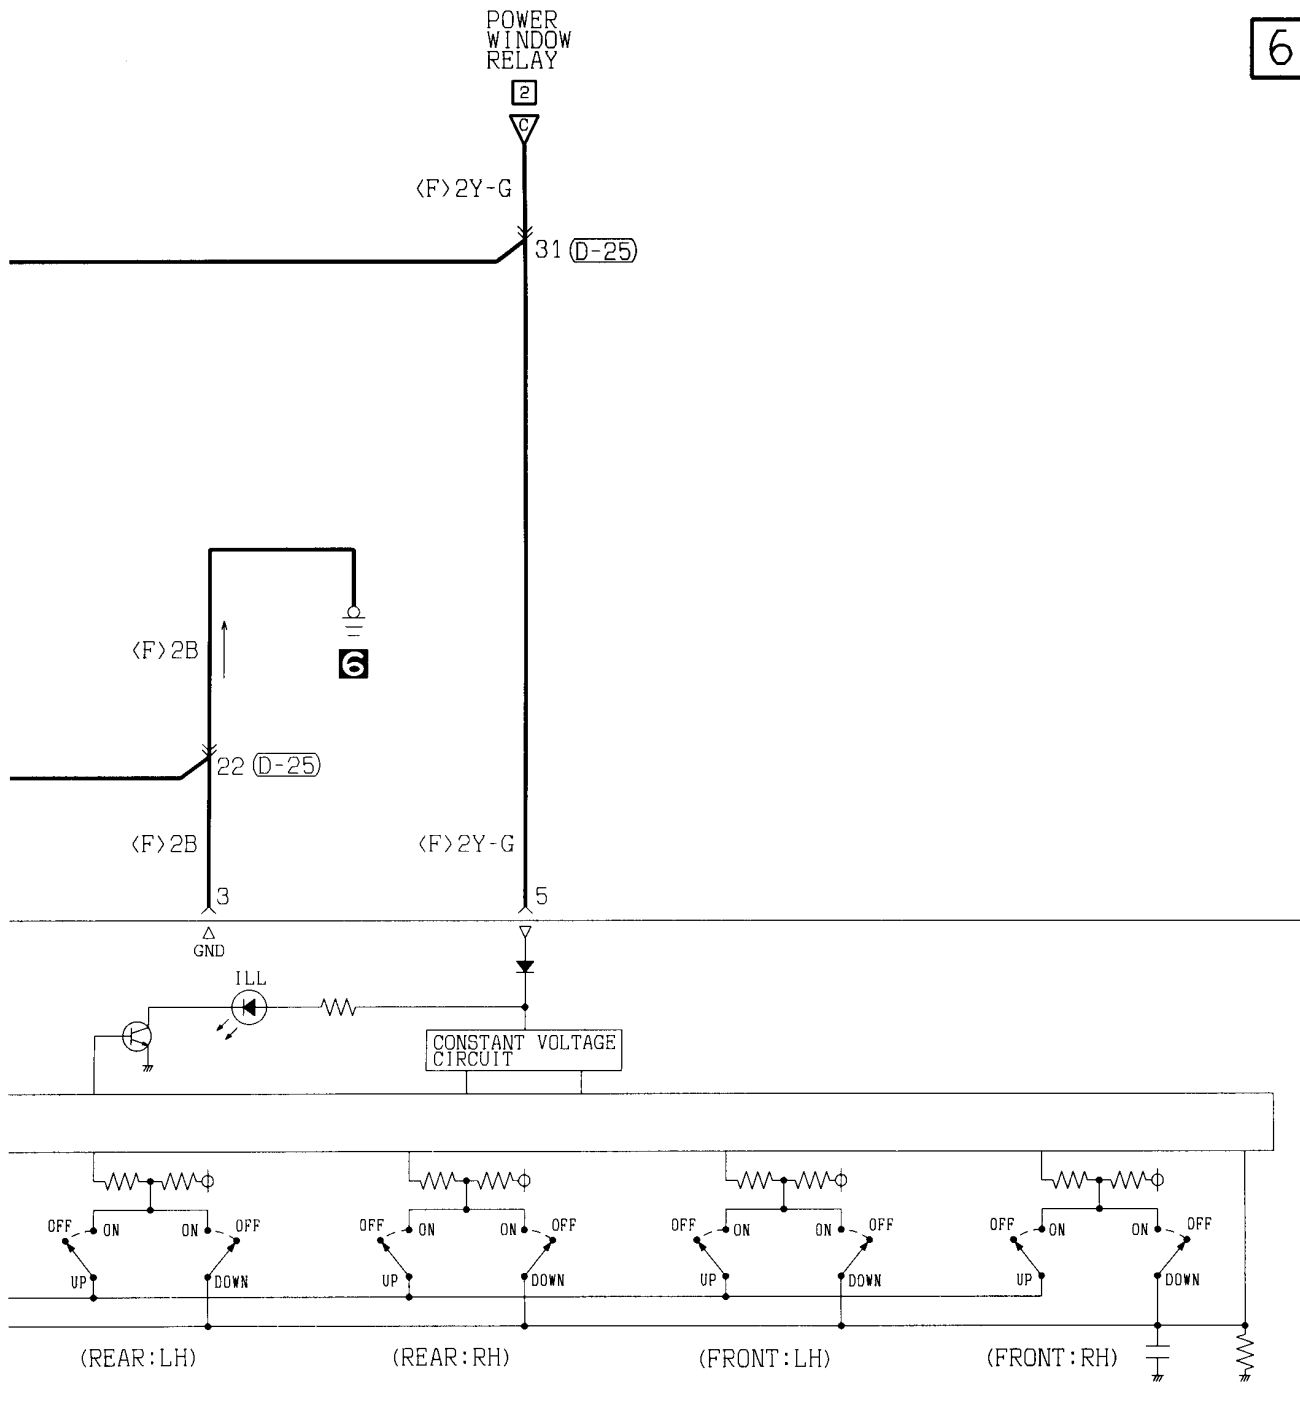 POWER
WINDOW
RELAY
6
2
C
<F>2Y-G
31 (D-25)
<F>2B
6
22 (D-25)
<F>2B
<F>2Y-G
3
5
GND
ILL
CONSTANT VOLTAGE
CIRCUIT
OFF ON ON OFF OFF ON ON OFF OFF ON ON OFF OFF ON ON OFF
UP DOWN UP DOWN UP DOWN UP DOWN
(REAR:LH) (REAR:RH) (FRONT:LH) (FRONT:RH)